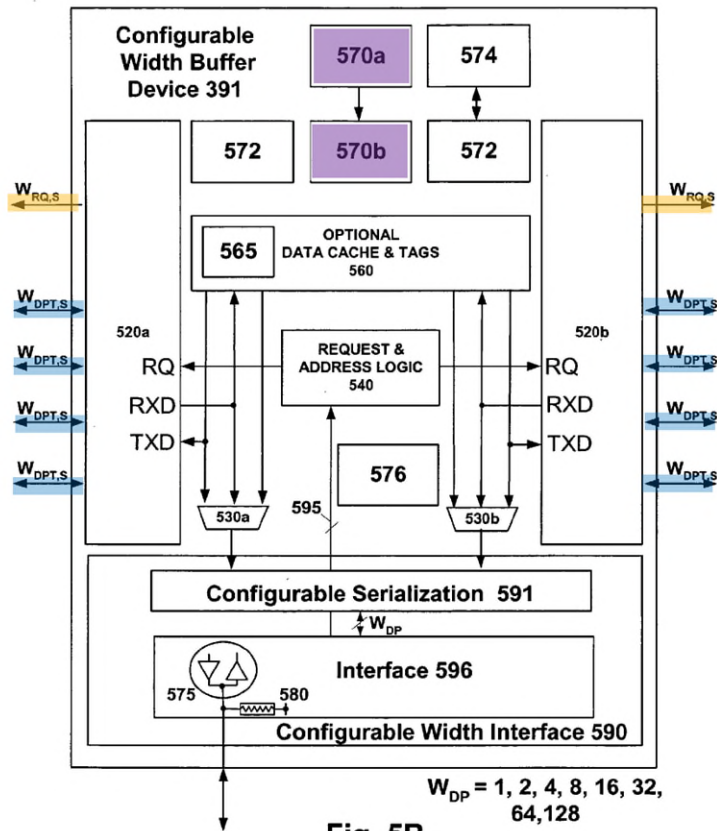 Configurable
Width Buffer
Device 391
570a
574
572
570b
572
W_RQ,S
W_RQ,S
OPTIONAL
DATA CACHE & TAGS
560
565
W_DPT,S
W_DPT,S
520a
520b
W_DPT,S
W_DPT,S
REQUEST &
ADDRESS LOGIC
540
RQ
RQ
W_DPT,S
W_DPT,S
RXD
RXD
TXD
TXD
W_DPT,S
W_DPT,S
576
595
530a
530b
Configurable Serialization 591
W_DP
Interface 596
575
580
Configurable Width Interface 590
W_DP = 1, 2, 4, 8, 16, 32,
64,128
Fig. 5B